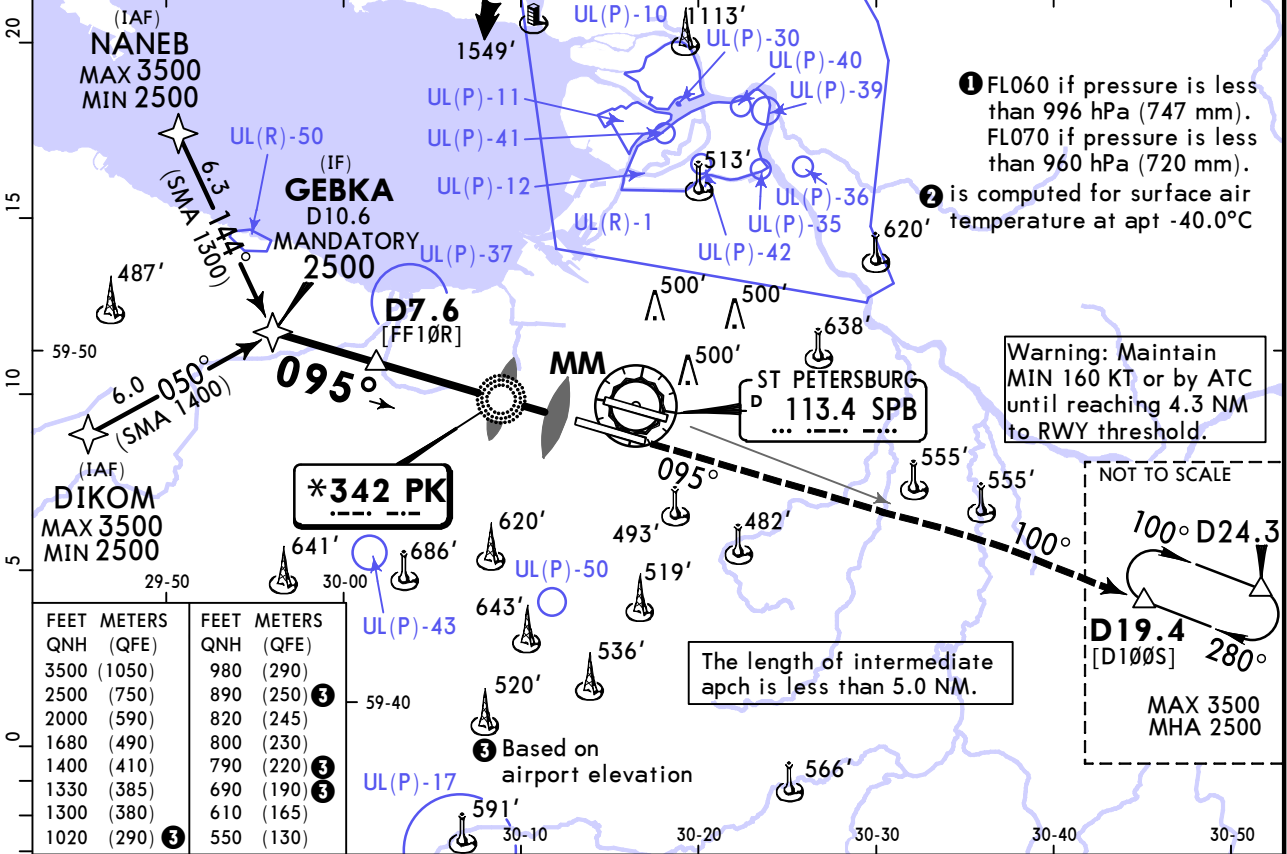 20
(IAF)
NANEB
MAX 3500
MIN 2500
1549'
UL(P)-10
1113'
UL(P)-30
UL(P)-40
UL(P)-39
UL(P)-11
UL(P)-41
UL(P)-12
513'
UL(P)-36
UL(P)-35
UL(R)-1
UL(P)-42
620'
1 FL060 if pressure is less
than 996 hPa (747 mm).
FL070 if pressure is less
than 960 hPa (720 mm).
2 is computed for surface air
temperature at apt -40.0°C
UL(R)-50
15
6.3
144°
(SMA 1300)
(IF)
GEBKA
D10.6
MANDATORY
2500
UL(P)-37
487'
D7.6
[FF10R]
500'
500'
500'
638'
59-50
10
6.0
050°
(SMA 1400)
095°
MM
ST PETERSBURG
D 113.4 SPB
Warning: Maintain
MIN 160 KT or by ATC
until reaching 4.3 NM
to RWY threshold.
(IAF)
DIKOM
MAX 3500
MIN 2500
*342 PK
095°
555'
555'
493'
482'
100°
NOT TO SCALE
100°
D24.3
D19.4
[D100S]
280°
MAX 3500
MHA 2500
5
641'
686'
620'
UL(P)-50
519'
29-50
30-00
UL(P)-43
643'
536'
520'
The length of intermediate
apch is less than 5.0 NM.
59-40
3 Based on
airport elevation
UL(P)-17
591'
566'
0
FEET METERS
QNH (QFE)
3500 (1050)
2500 (750)
2000 (590)
1680 (490)
1400 (410)
1330 (385)
1300 (380)
1020 (290) 3
FEET METERS
QNH (QFE)
980 (290)
890 (250) 3
820 (245)
800 (230)
790 (220) 3
690 (190) 3
610 (165)
550 (130)
30-10
30-20
30-30
30-40
30-50